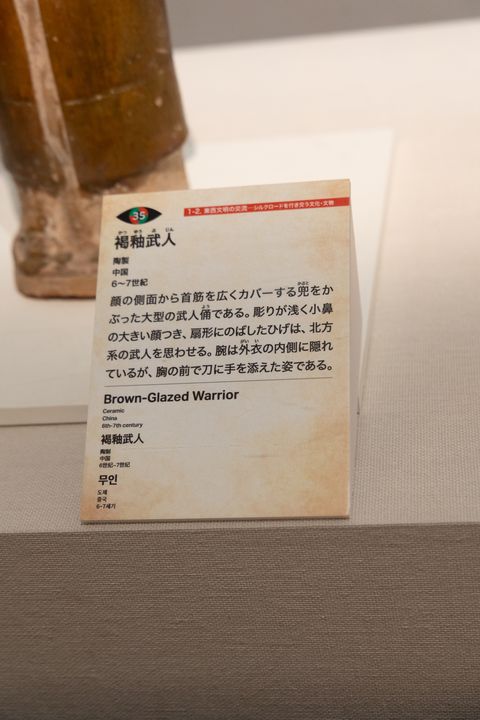 35
1-2. 東西文明の交流―シルクロードを行き交う文化・文物
かつ ゆう ぶ じん
褐釉武人
陶製
中国
6〜7世紀
顔の側面から首筋を広くカバーする兜をか
ぶった大型の武人俑である。彫りが浅く小鼻
の大きい顔つき、扇形にのばしたひげは、北方
系の武人を思わせる。腕は外衣の内側に隠れ
ているが、胸の前で刀に手を添えた姿である。
Brown-Glazed Warrior
Ceramic
China
6th-7th century
褐釉武人
陶製
中国
6世纪-7世紀
무인
도제
중국
6-7세기